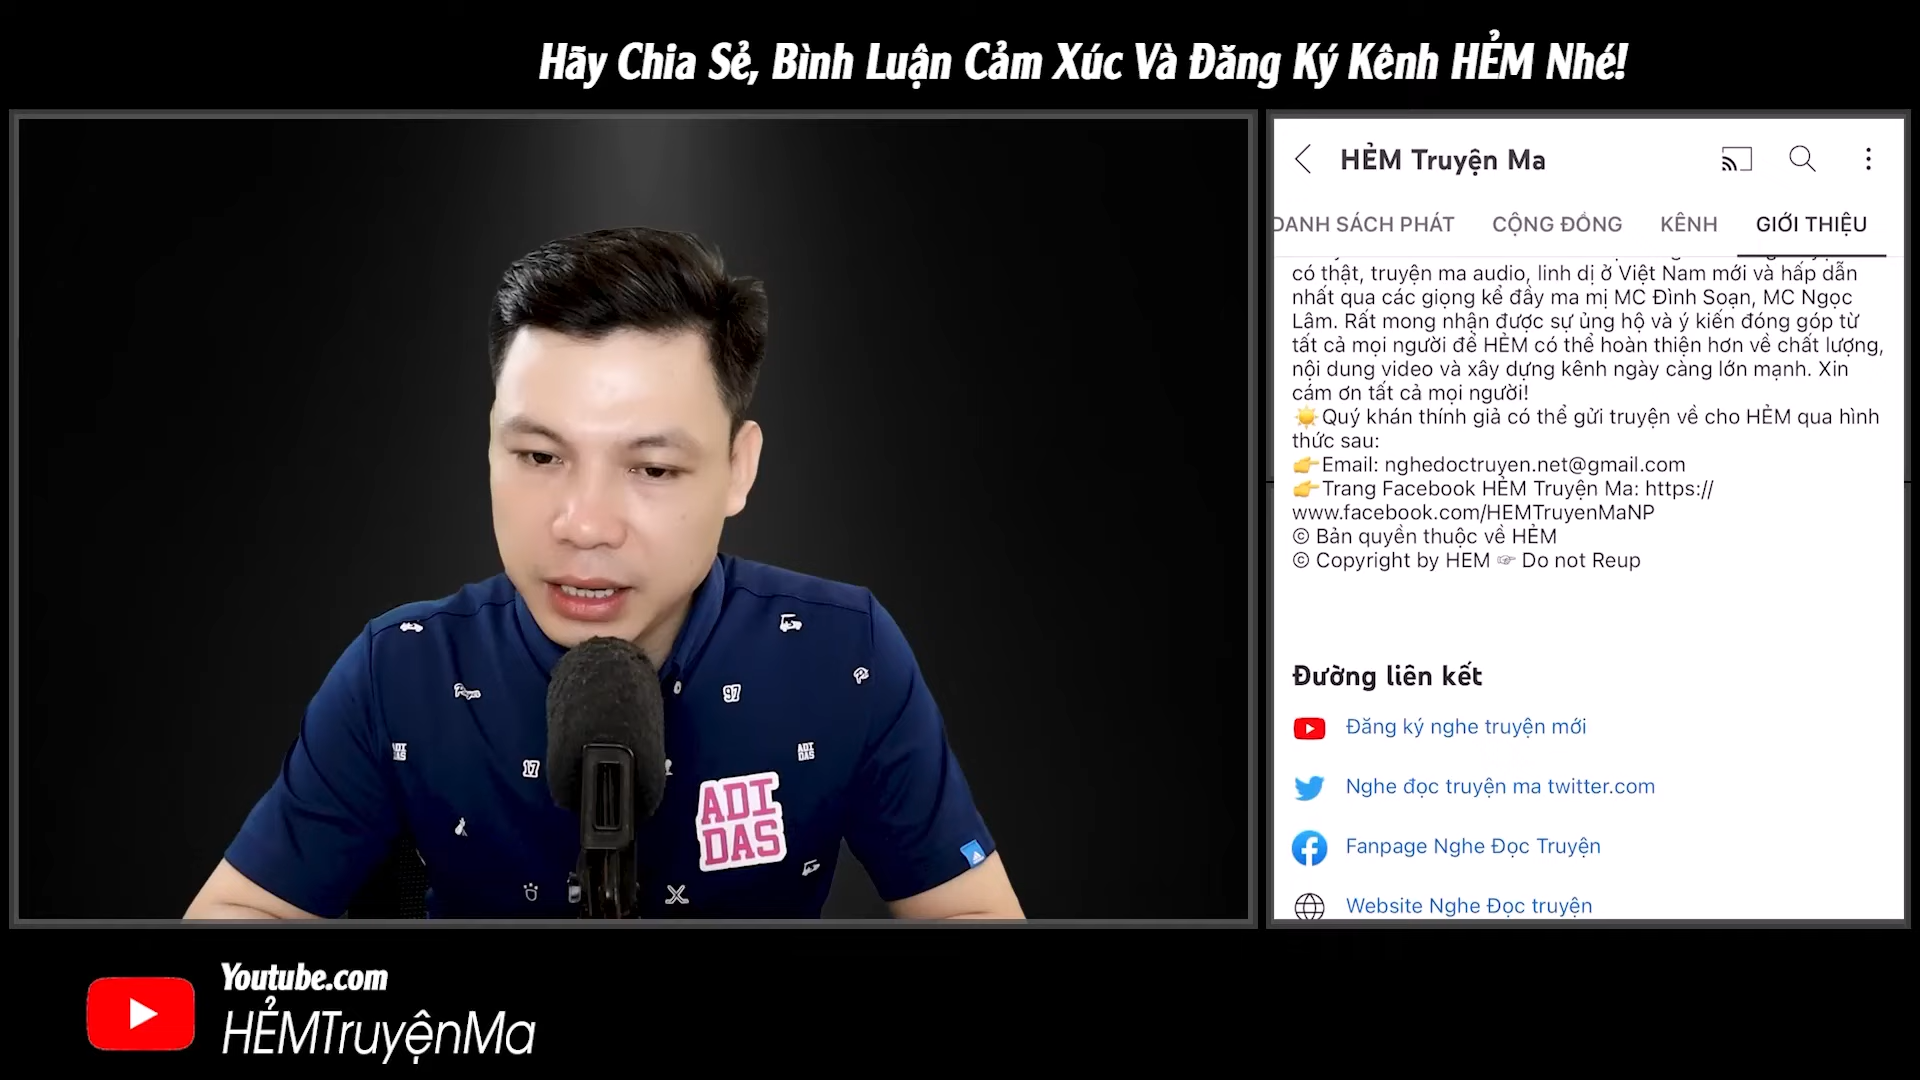 Hãy Chia Sẻ, Bình Luận Cảm Xúc Và Đăng Ký Kênh HẺM Nhé!
HẺM Truyện Ma
DANH SÁCH PHÁT CỘNG ĐỒNG KÊNH GIỚI THIỆU
có thật, truyện ma audio, linh dị ở Việt Nam mới và hấp dẫn
nhất qua các giọng kể đầy ma mị MC Đình Soạn, MC Ngọc
Lâm. Rất mong nhận được sự ủng hộ và ý kiến đóng góp từ
tất cả mọi người để HẺM có thể hoàn thiện hơn về chất lượng,
nội dung video và xây dựng kênh ngày càng lớn mạnh. Xin
cám ơn tất cả mọi người!
☀️Quý khán thính giả có thể gửi truyện về cho HẺM qua hình
thức sau:
👉Email: nghedoctruyen.net@gmail.com
👉Trang Facebook HẺM Truyện Ma: https://
www.facebook.com/HEMTruyenMaNP
© Bản quyền thuộc về HẺM
© Copyright by HEM ☞ Do not Reup
Đường liên kết
Đăng ký nghe truyện mới
Nghe đọc truyện ma twitter.com
Fanpage Nghe Đọc Truyện
Website Nghe Đọc truyện
Player
97
ADI
DAS
17
ADI
DAS
ADI
DAS
Youtube.com
HẺMTruyệnMa